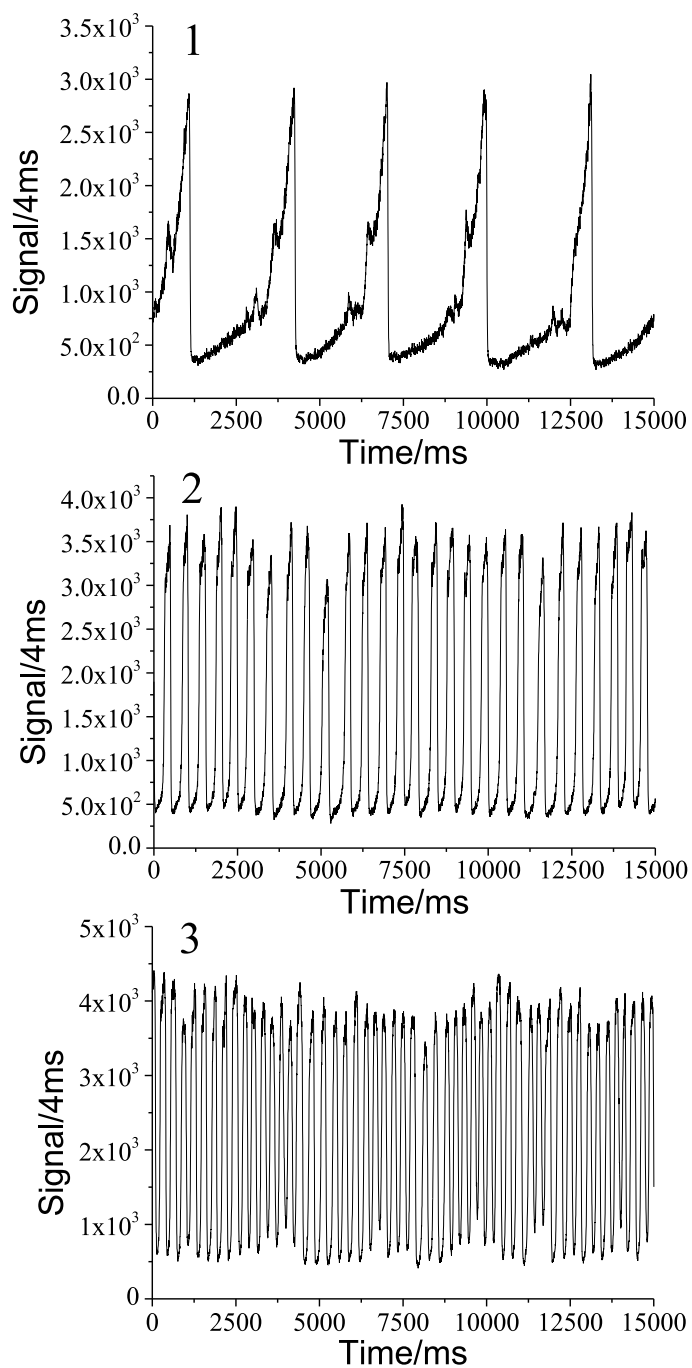 1
3.5x10³
3.0x10³
2.5x10³
2.0x10³
1.5x10³
1.0x10³
5.0x10²
0.0
Signal/4ms
0 2500 5000 7500 10000 12500 15000
Time/ms
2
4.0x10³
3.5x10³
3.0x10³
2.5x10³
2.0x10³
1.5x10³
1.0x10³
5.0x10²
0.0
Signal/4ms
0 2500 5000 7500 10000 12500 15000
Time/ms
3
5x10³
4x10³
3x10³
2x10³
1x10³
0
Signal/4ms
0 2500 5000 7500 10000 12500 15000
Time/ms